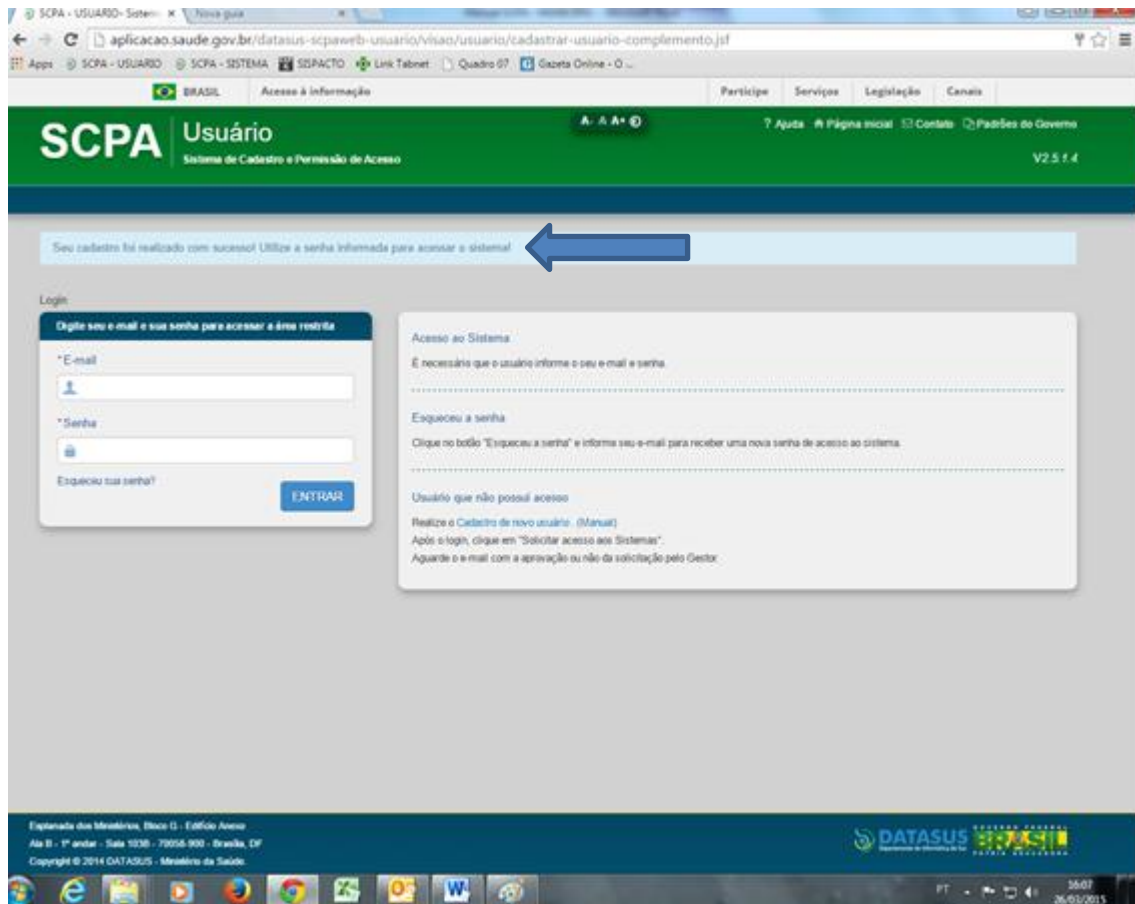 SCPA - USUARIO- Sistem
Nova guia
aplicacao.saude.gov.br/datasus-scpaweb-usuario/visao/usuario/cadastrar-usuario-complemento.jsf
Apps SCPA - USUARIO SCPA - SISTEMA SISPACTO Link Tabnet Quadro 07 Gazeta Online - O ...
BRASIL Acesso à informação Participe Serviços Legislação Canais
SCPA Usuário
Sistema de Cadastro e Permissão de Acesso
A- A A+
? Ajuda Página inicial Contato Padrões do Governo
V2.5.1.4
Seu cadastro foi realizado com sucesso! Utilize a senha informada para acessar o sistema!
Login
Digite seu e-mail e sua senha para acessar a área restrita
*E-mail
*Senha
Esqueceu sua senha?
ENTRAR
Acesso ao Sistema
É necessário que o usuário informe o seu e-mail e senha.
Esqueceu a senha
Clique no botão "Esqueceu a senha" e informe seu e-mail para receber uma nova senha de acesso ao sistema.
Usuário que não possui acesso
Realize o Cadastro de novo usuário. (Manual)
Após o login, clique em "Solicitar acesso aos Sistemas".
Aguarde o e-mail com a aprovação ou não da solicitação pelo Gestor
Esplanada dos Ministérios, Bloco G - Edifício Anexo
Ala B - 1º andar - Sala 103B - 70058-900 - Brasília, DF
Copyright © 2014 DATASUS - Ministério da Saúde.
DATASUS
GOVERNO FEDERAL
BRASIL
PÁTRIA EDUCADORA
PT
16:07
26/03/2015